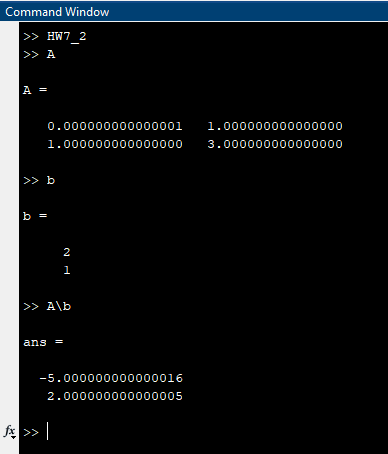 Command Window
>> HW7_2
>> A
A =
0.000000000000001 1.000000000000000
1.000000000000000 3.000000000000000
>> b
b =
2
1
>> A\b
ans =
-5.000000000000016
2.000000000000005
fx >>